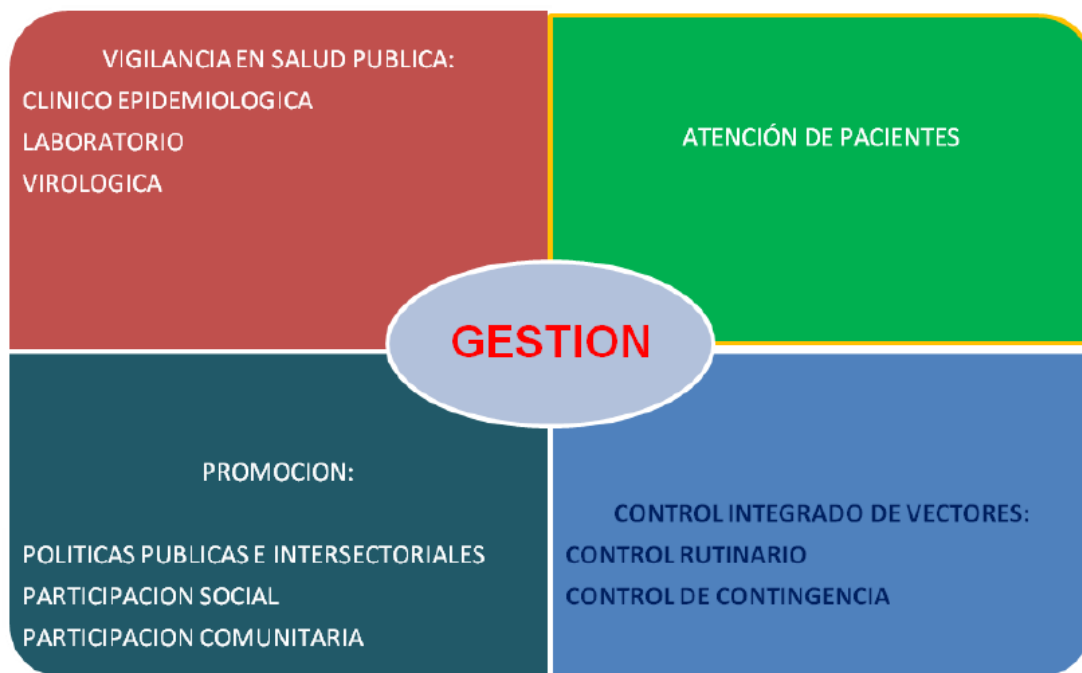 VIGILANCIA EN SALUD PUBLICA:
CLINICO EPIDEMIOLOGICA
LABORATORIO
VIROLOGICA
ATENCIÓN DE PACIENTES
GESTION
PROMOCION:
POLITICAS PUBLICAS E INTERSECTORIALES
PARTICIPACION SOCIAL
PARTICIPACION COMUNITARIA
CONTROL INTEGRADO DE VECTORES:
CONTROL RUTINARIO
CONTROL DE CONTINGENCIA